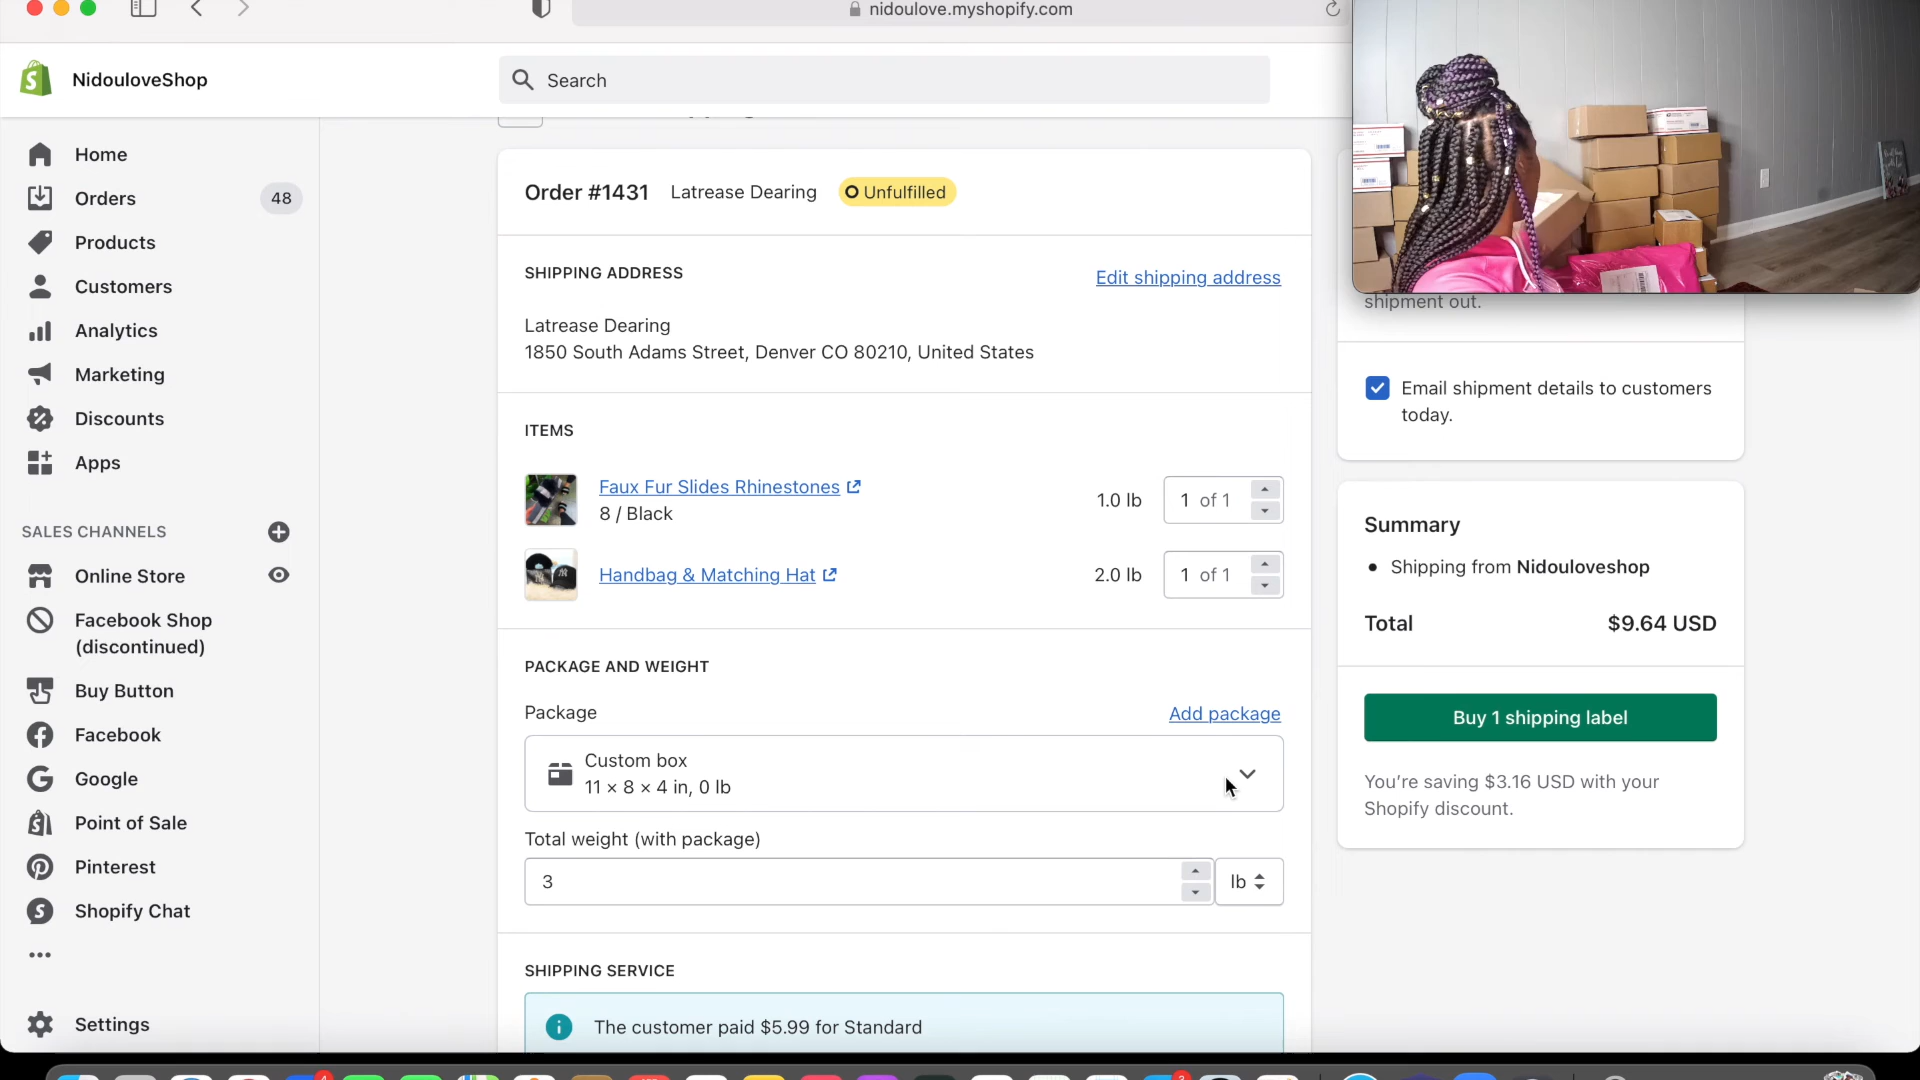 nidoulove.myshopify.com
NidouloveShop
Search
Home
Orders
48
Products
Customers
Analytics
Marketing
Discounts
Apps
SALES CHANNELS
Online Store
Facebook Shop
(discontinued)
Buy Button
Facebook
Google
Point of Sale
Pinterest
Shopify Chat
Settings
Order #1431 Latrease Dearing Unfulfilled
SHIPPING ADDRESS
Edit shipping address
Latrease Dearing
1850 South Adams Street, Denver CO 80210, United States
ITEMS
Faux Fur Slides Rhinestones
8 / Black
1.0 lb
1 of 1
Handbag & Matching Hat
2.0 lb
1 of 1
PACKAGE AND WEIGHT
Package
Add package
Custom box
11 × 8 × 4 in, 0 lb
Total weight (with package)
3
lb
SHIPPING SERVICE
The customer paid $5.99 for Standard
shipment out.
Email shipment details to customers
today.
Summary
Shipping from Nidouloveshop
Total $9.64 USD
Buy 1 shipping label
You’re saving $3.16 USD with your
Shopify discount.